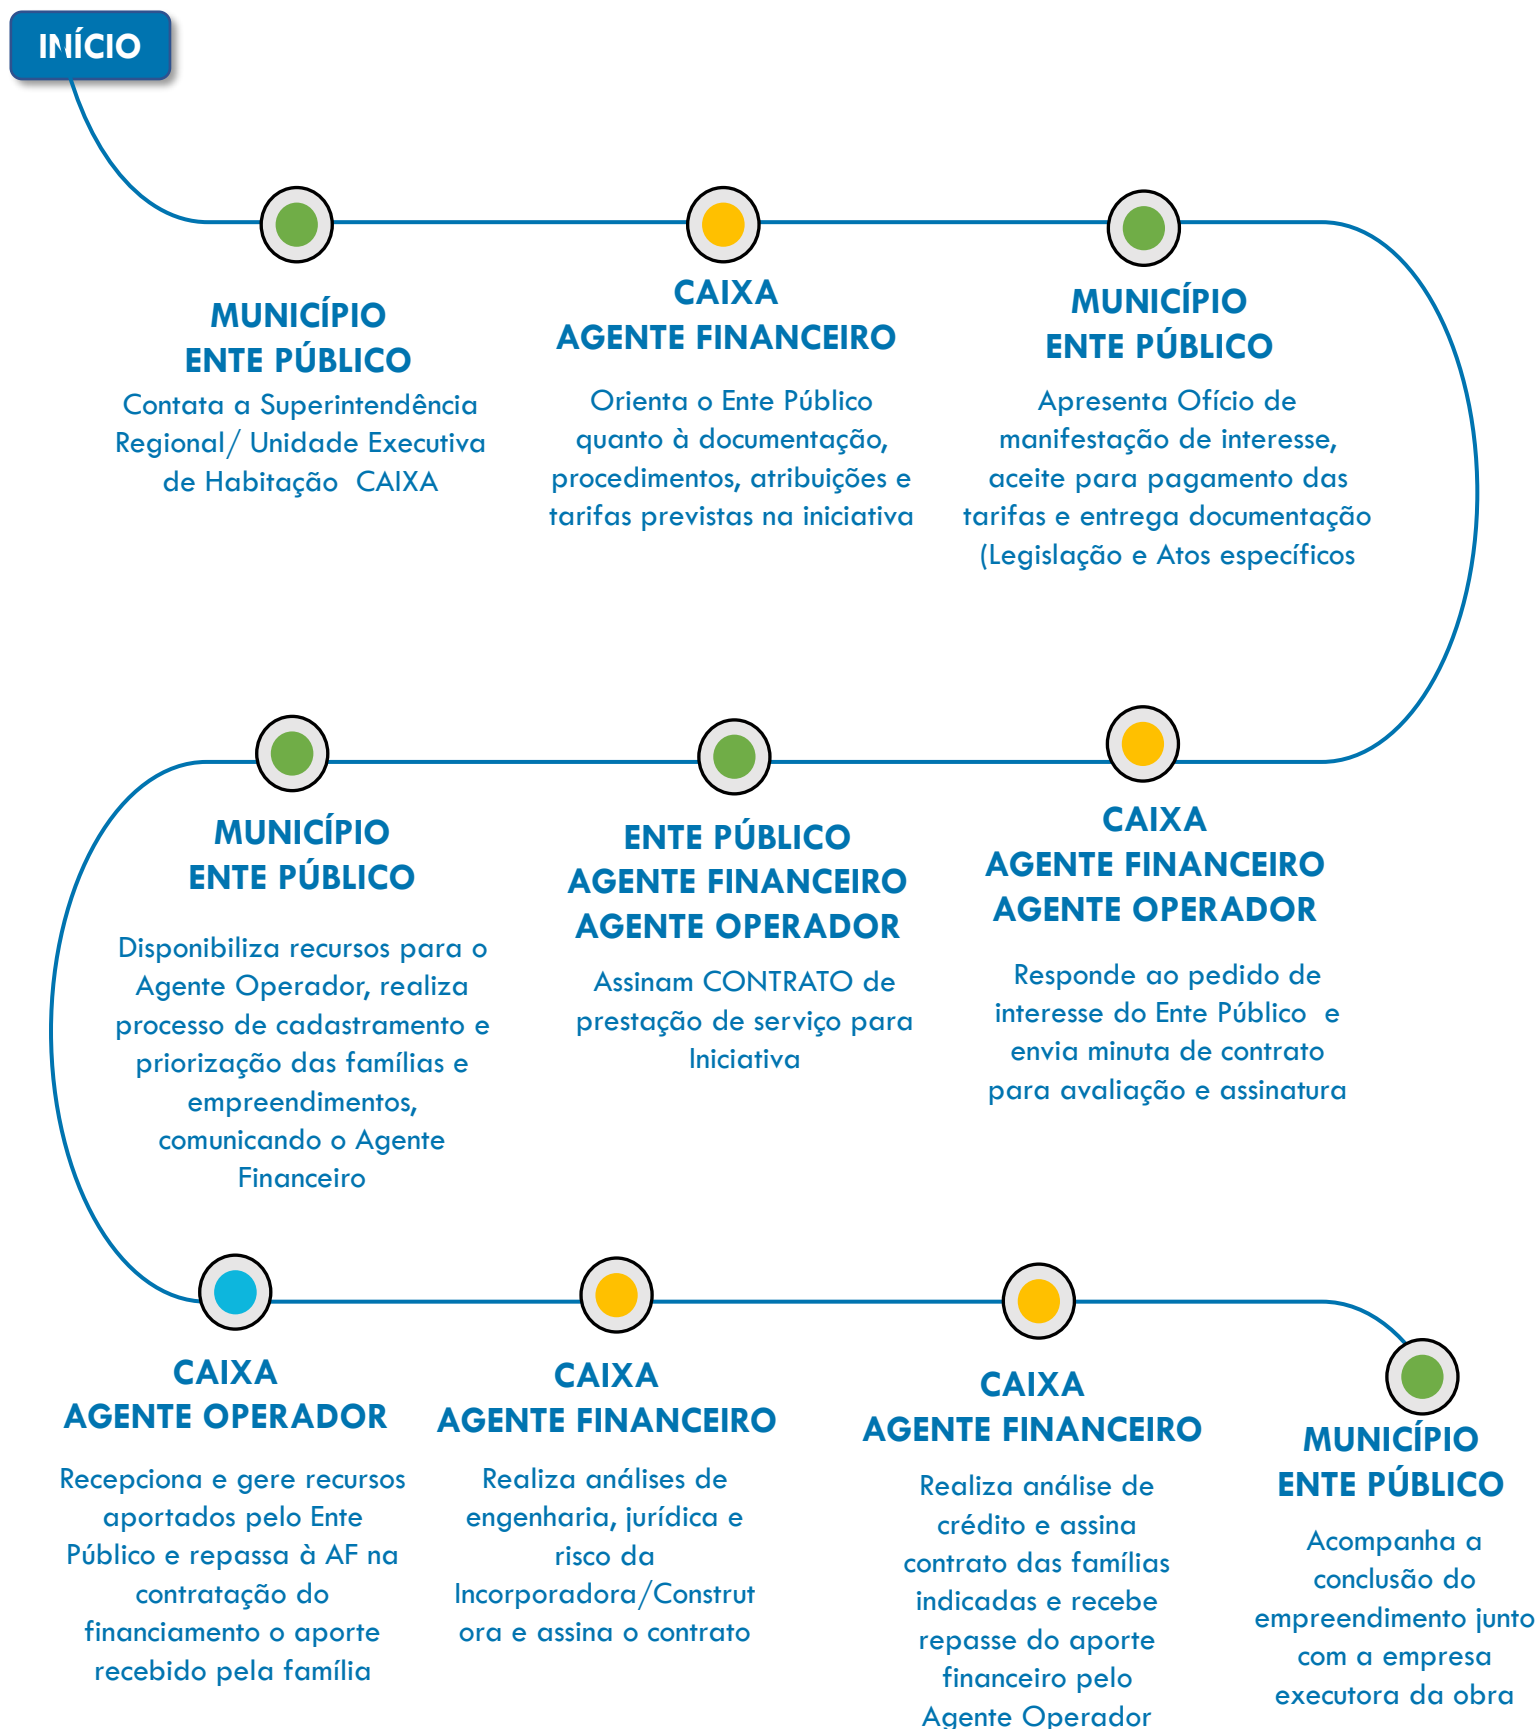 INÍCIO
MUNICÍPIO
ENTE PÚBLICO
Contata a Superintendência
Regional/ Unidade Executiva
de Habitação CAIXA
CAIXA
AGENTE FINANCEIRO
Orienta o Ente Público
quanto à documentação,
procedimentos, atribuições e
tarifas previstas na iniciativa
MUNICÍPIO
ENTE PÚBLICO
Apresenta Ofício de
manifestação de interesse,
aceite para pagamento das
tarifas e entrega documentação
(Legislação e Atos específicos
CAIXA
AGENTE FINANCEIRO
AGENTE OPERADOR
Responde ao pedido de
interesse do Ente Público e
envia minuta de contrato
para avaliação e assinatura
ENTE PÚBLICO
AGENTE FINANCEIRO
AGENTE OPERADOR
Assinam CONTRATO de
prestação de serviço para
Iniciativa
MUNICÍPIO
ENTE PÚBLICO
Disponibiliza recursos para o
Agente Operador, realiza
processo de cadastramento e
priorização das famílias e
empreendimentos,
comunicando o Agente
Financeiro
CAIXA
AGENTE OPERADOR
Recepciona e gere recursos
aportados pelo Ente
Público e repassa à AF na
contratação do
financiamento o aporte
recebido pela família
CAIXA
AGENTE FINANCEIRO
Realiza análises de
engenharia, jurídica e
risco da
Incorporadora/Construt
ora e assina o contrato
CAIXA
AGENTE FINANCEIRO
Realiza análise de
crédito e assina
contrato das famílias
indicadas e recebe
repasse do aporte
financeiro pelo
Agente Operador
MUNICÍPIO
ENTE PÚBLICO
Acompanha a
conclusão do
empreendimento junto
com a empresa
executora da obra